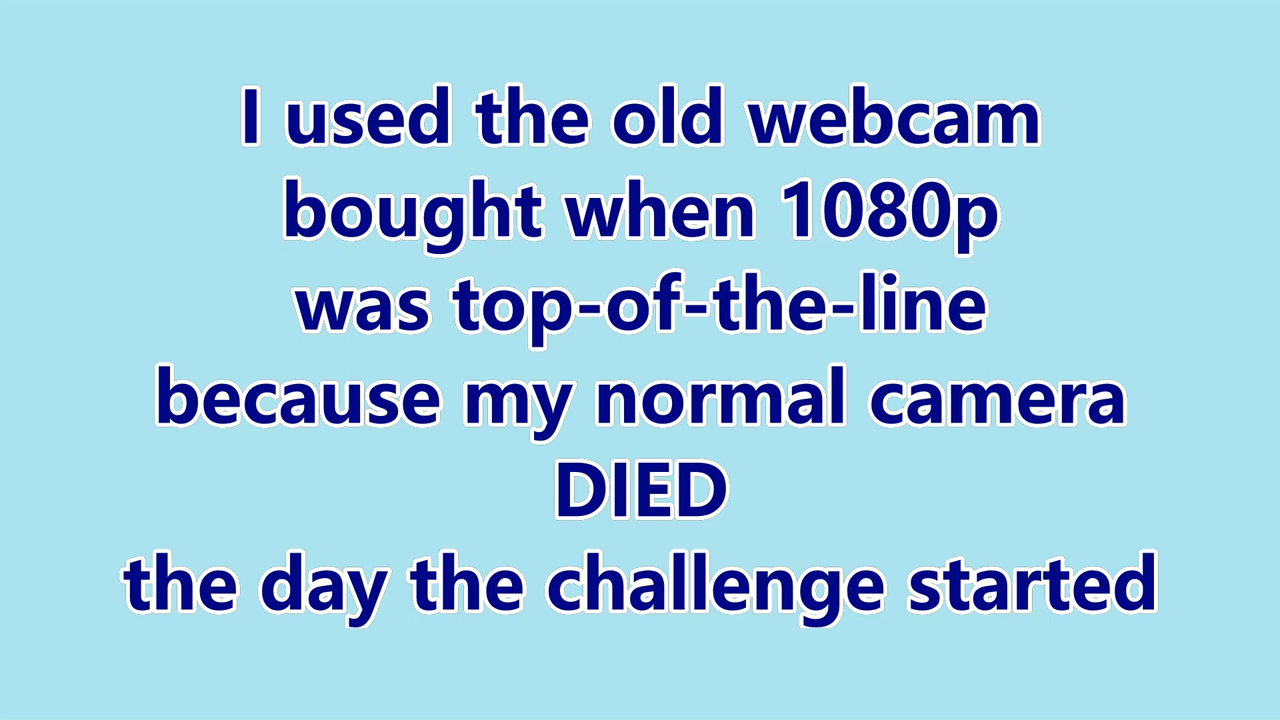 I used the old webcam
bought when 1080p
was top-of-the-line
because my normal camera
DIED
the day the challenge started